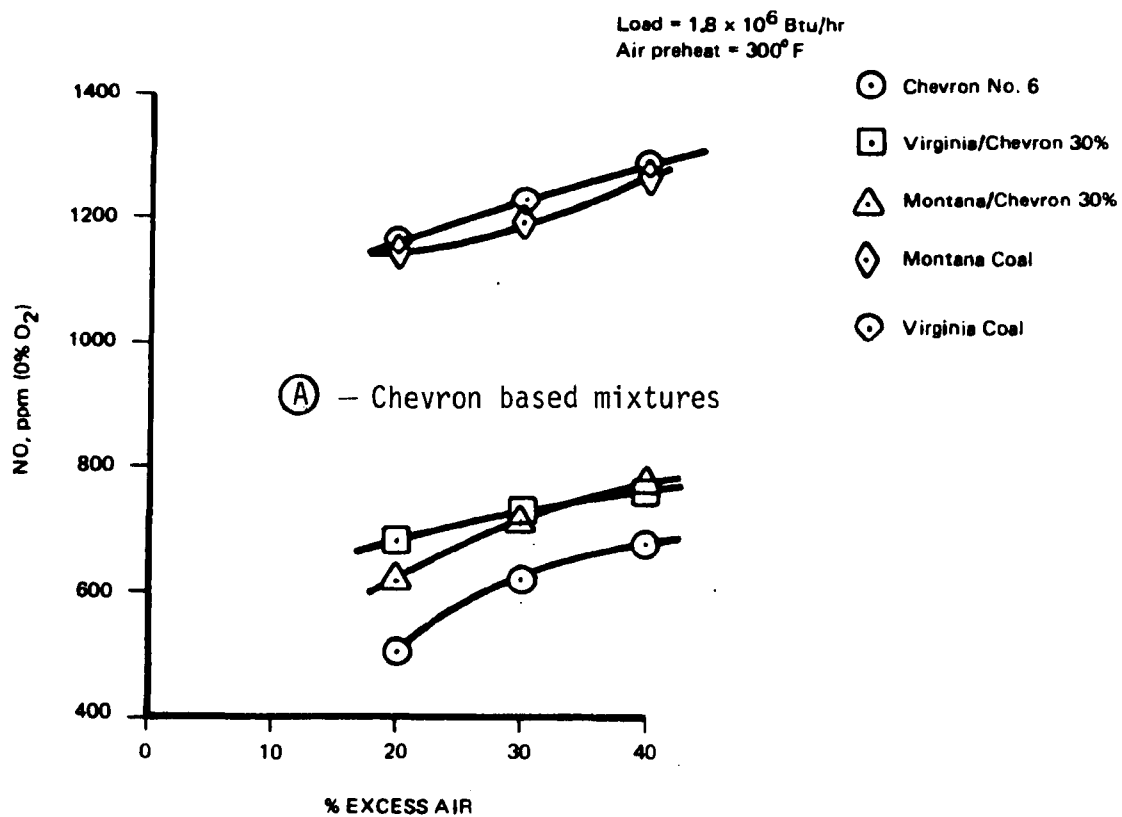 Load = 1.8 × 10⁶ Btu/hr
Air preheat = 300° F
Chevron No. 6
Virginia/Chevron 30%
Montana/Chevron 30%
Montana Coal
Virginia Coal
1400
1200
1000
800
600
400
NO, ppm (0% O₂)
Ⓐ – Chevron based mixtures
0 10 20 30 40
% EXCESS AIR